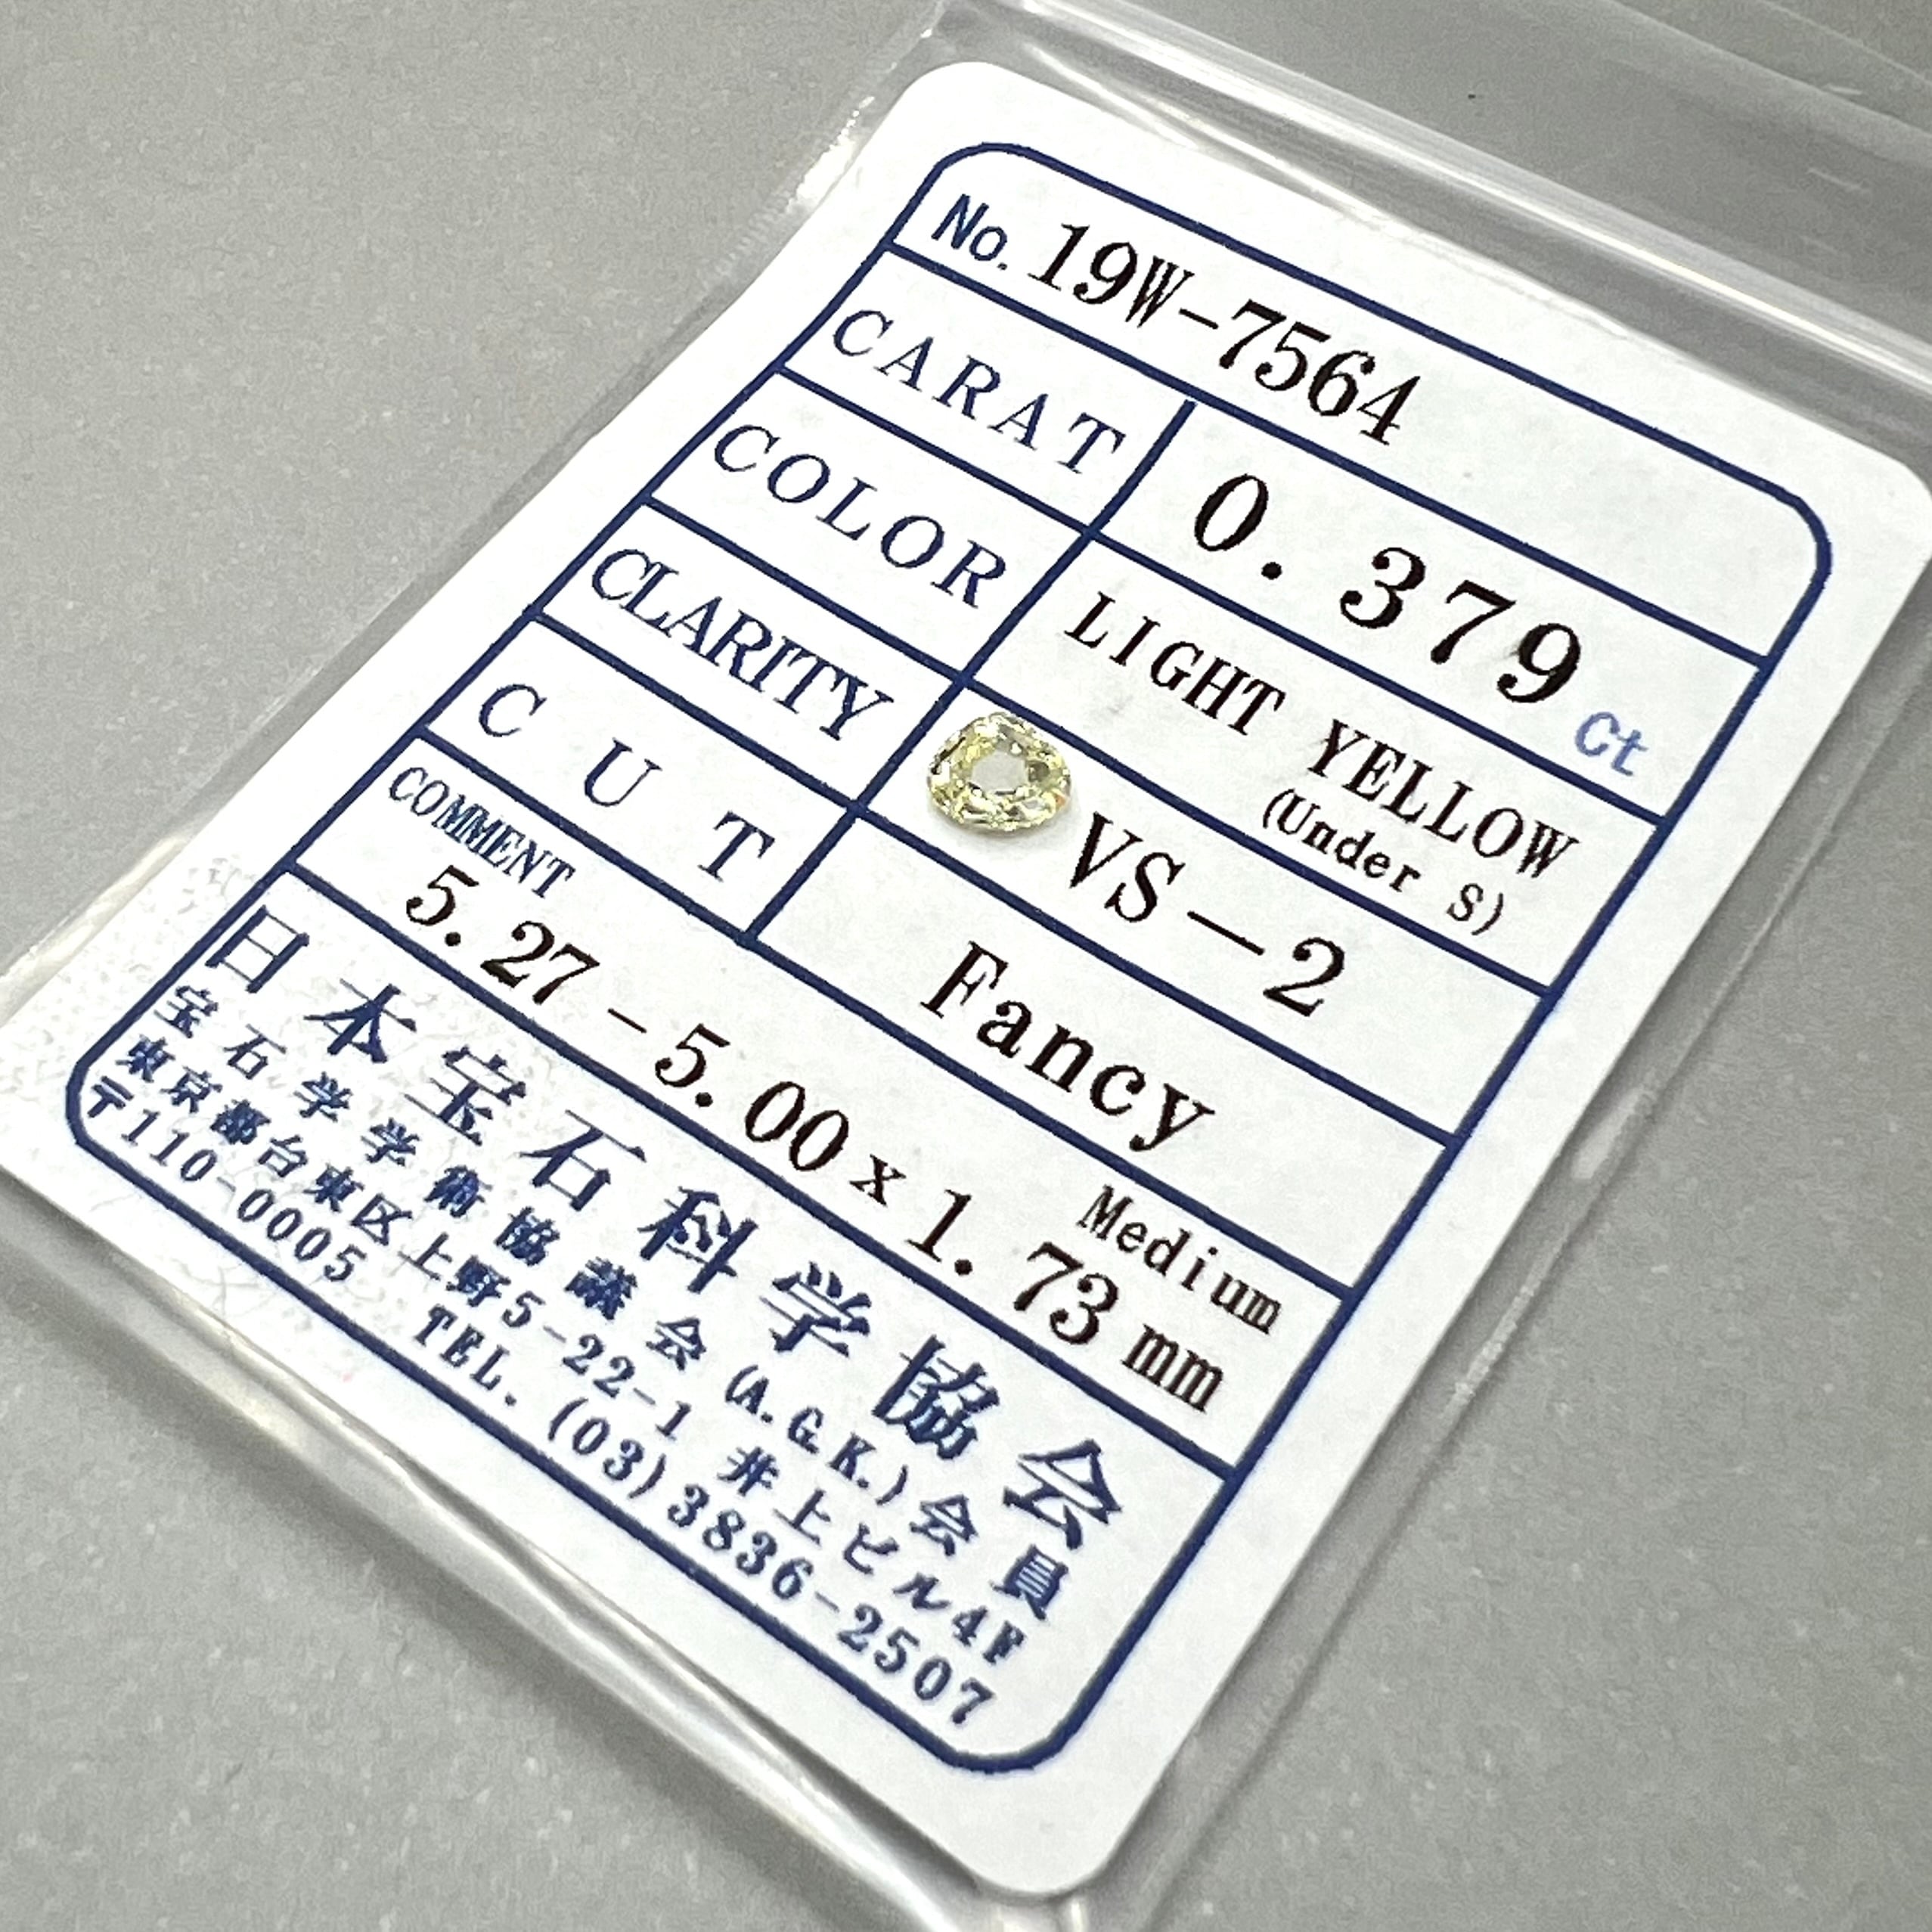 No. 19W-7564
CARAT 0.379 ct
COLOR LIGHT YELLOW
(Under S)
CLARITY VS-2
CUT Fancy
COMMENT Medium
5.27-5.00x1.73mm
日本宝石科学協会
宝石学学術協議会(A.G.K.)会員
東京都台東区上野5-22-1 井上ビル4F
〒110-0005 TEL.(03)3836-2507